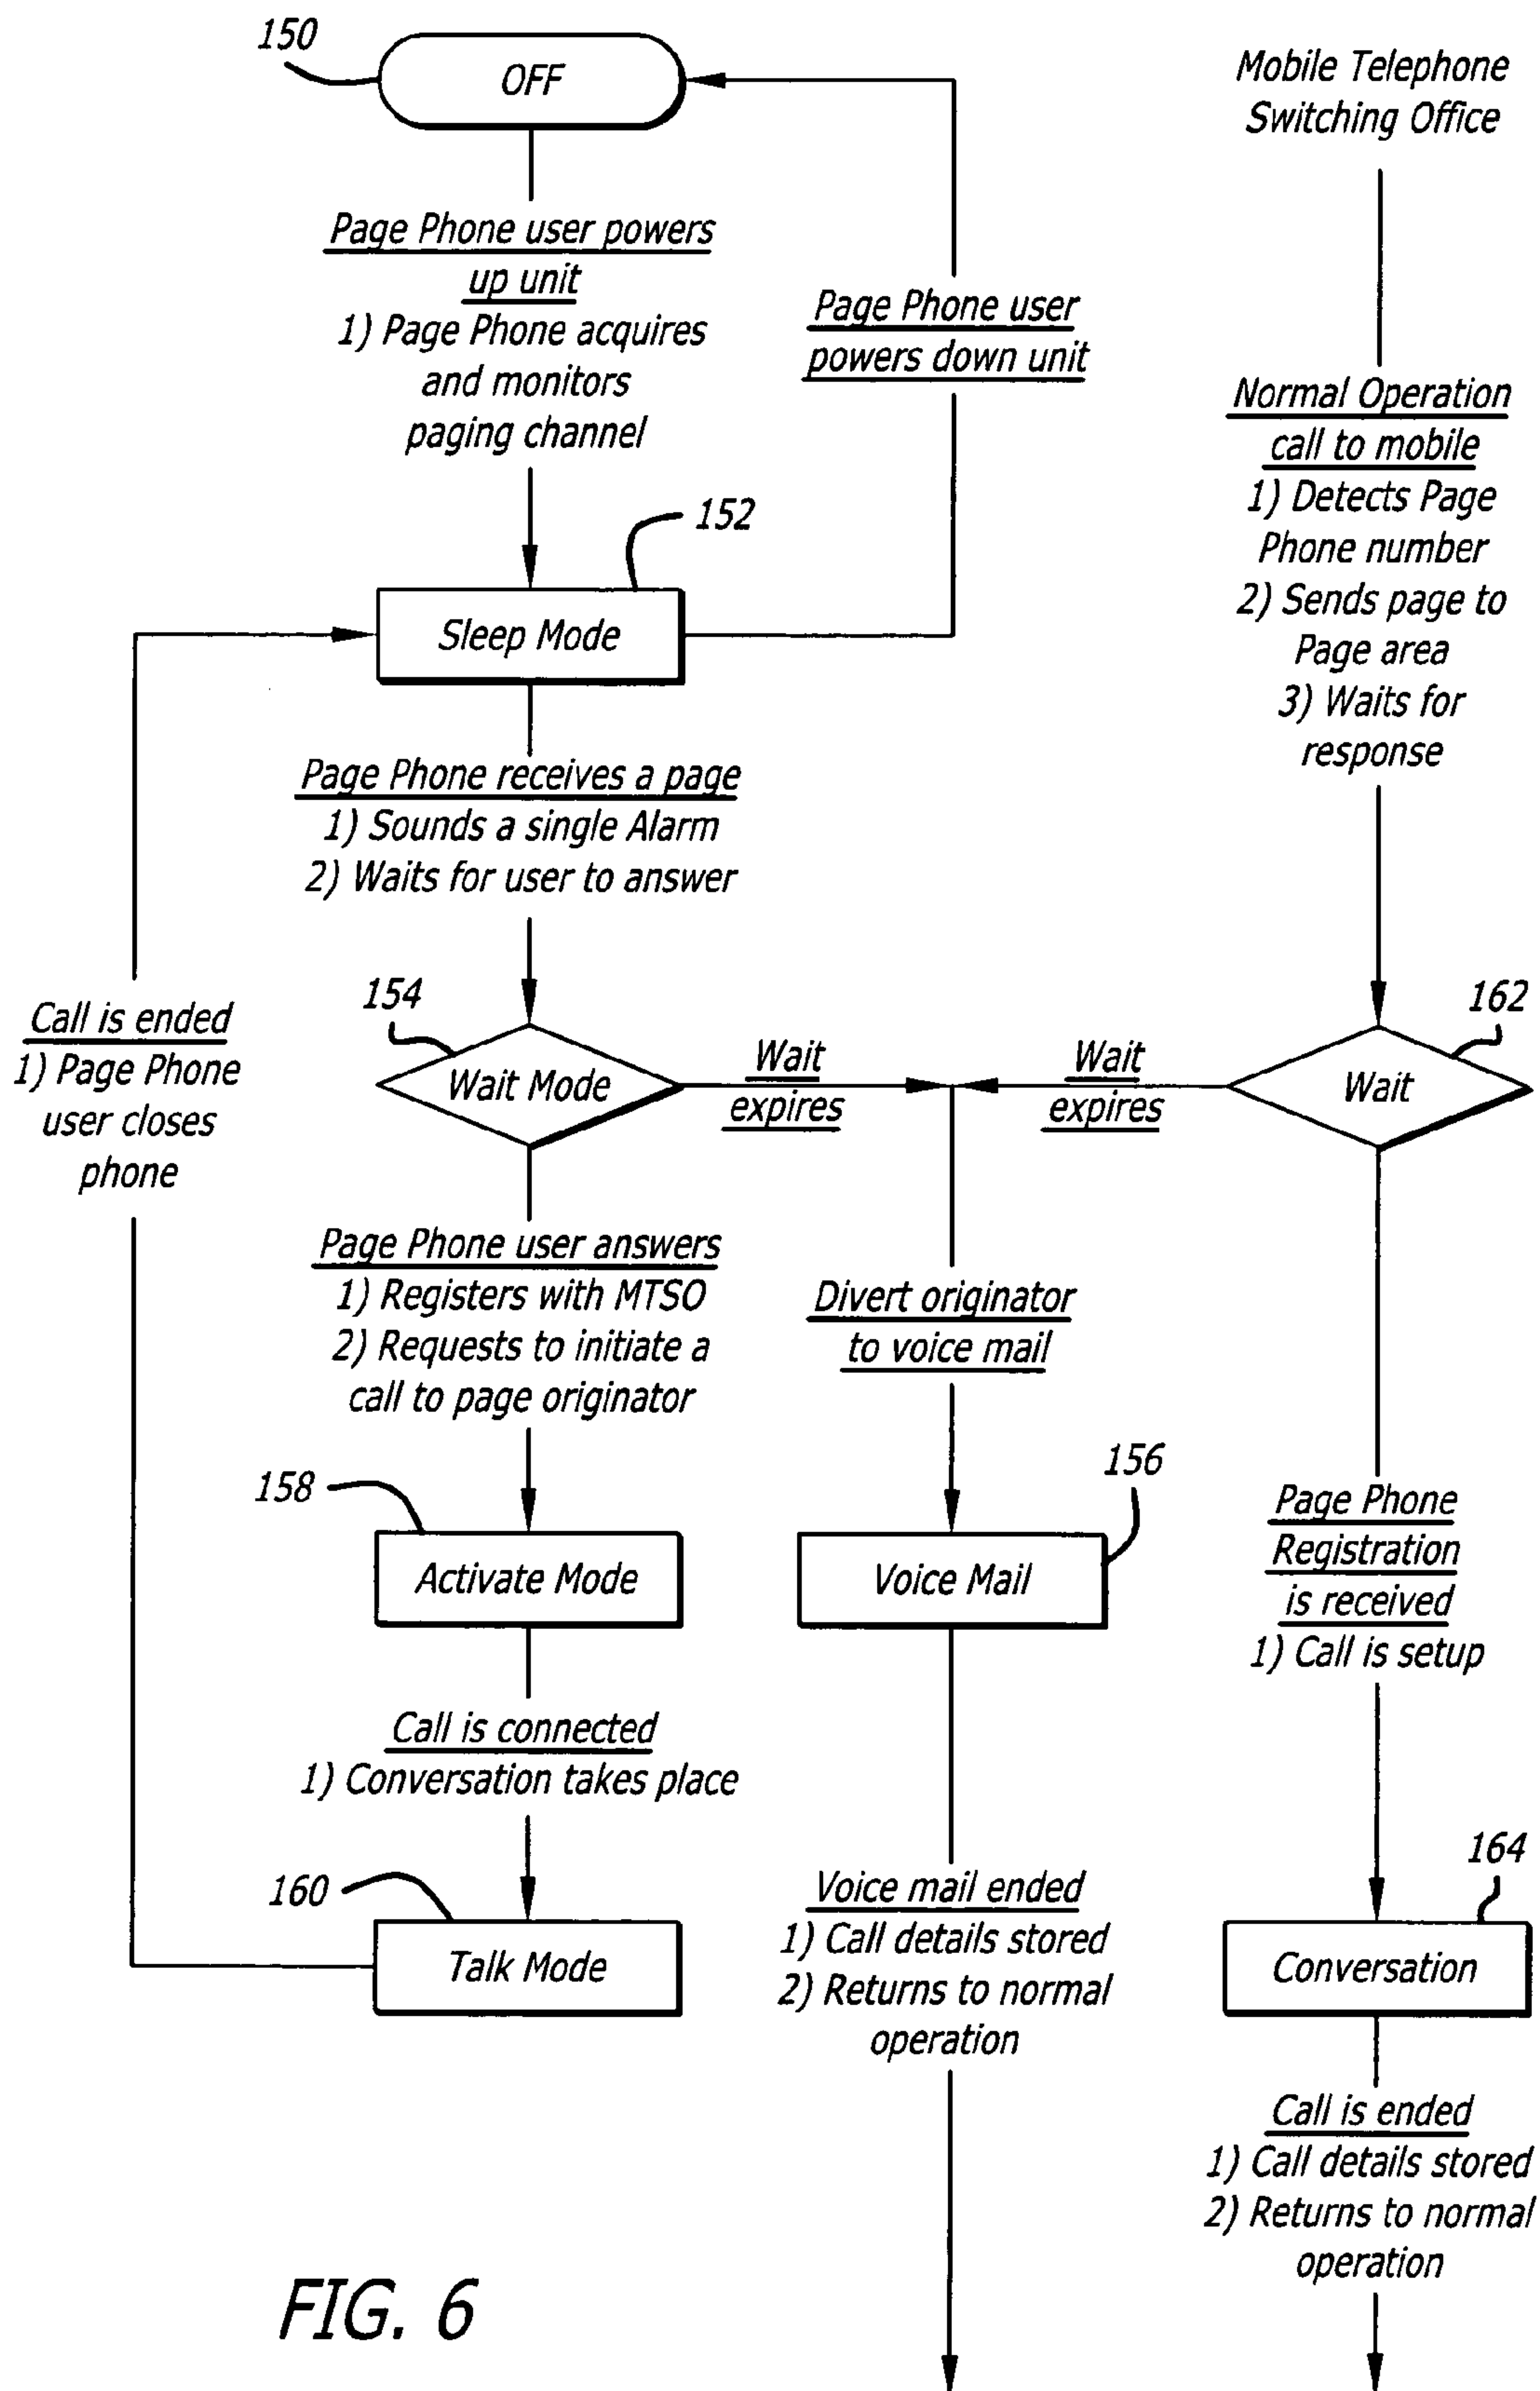 150
OFF
Page Phone user powers
up unit
1) Page Phone acquires
and monitors
paging channel
Page Phone user
powers down unit
152
Sleep Mode
Page Phone receives a page
1) Sounds a single Alarm
2) Waits for user to answer
Call is ended
1) Page Phone
user closes
phone
154
Wait Mode
Wait
expires
Page Phone user answers
1) Registers with MTSO
2) Requests to initiate a
call to page originator
158
Activate Mode
Call is connected
1) Conversation takes place
160
Talk Mode
Divert originator
to voice mail
156
Voice Mail
Voice mail ended
1) Call details stored
2) Returns to normal
operation
Mobile Telephone
Switching Office
Normal Operation
call to mobile
1) Detects Page
Phone number
2) Sends page to
Page area
3) Waits for
response
162
Wait
Wait
expires
Page Phone
Registration
is received
1) Call is setup
164
Conversation
Call is ended
1) Call details stored
2) Returns to normal
operation
FIG. 6